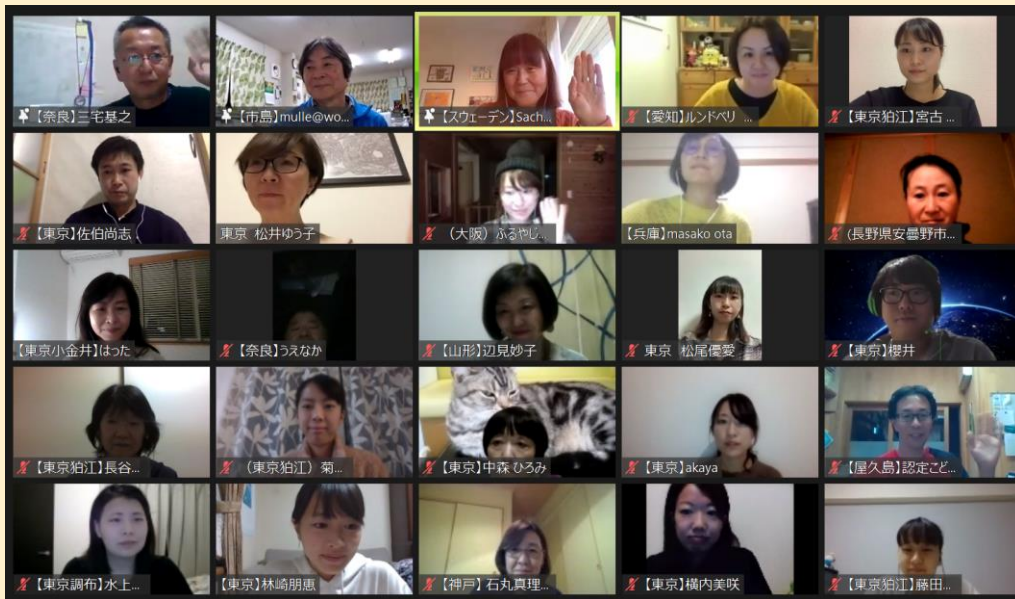 【奈良】三宅基之
【市島】mulle@wo...
【スウェーデン】Sach...
【愛知】ルンドベリ ...
【東京狛江】宮古 ...
【東京】佐伯尚志
東京 松井ゆう子
(大阪) ふるやじ...
【兵庫】masako ota
(長野県安曇野市...
【東京小金井】はった
【奈良】うえなか
【山形】辺見妙子
東京 松尾優愛
【東京】櫻井
【東京狛江】長谷...
(東京狛江) 菊...
【東京】中森 ひろみ
【東京】akaya
【屋久島】認定こど...
【東京調布】水上...
【東京】林崎朋恵
【神戸】石丸真理...
【東京】横内美咲
【東京狛江】藤田...